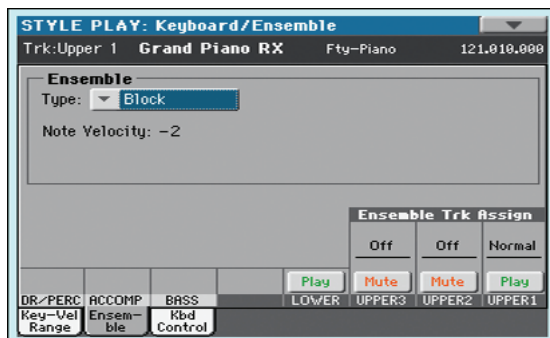 STYLE PLAY: Keyboard/Ensemble
Trk:Upper 1 Grand Piano RX Fty-Piano 121.010.000
Ensemble
Type: Block
Note Velocity: -2
Ensemble Trk Assign
Off Off Normal
Play Mute Mute Play
DR/PERC ACCOMP BASS LOWER UPPER3 UPPER2 UPPER1
Key-Vel Range Ensem-ble Kbd Control